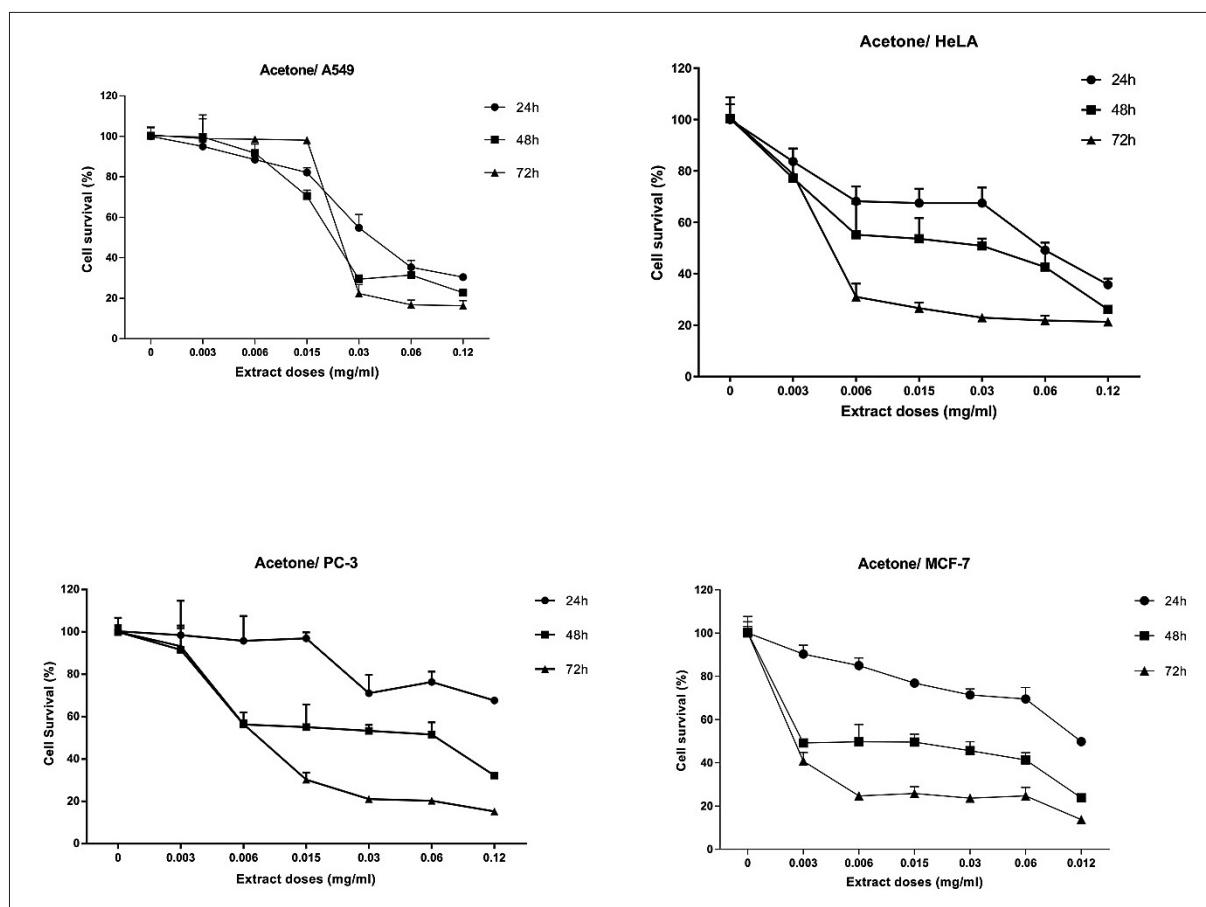 Acetone/ A549
120
100
80
60
40
20
0
Cell survival (%)
0 0.003 0.006 0.015 0.03 0.06 0.12
Extract doses (mg/ml)
24h
48h
72h
Acetone/ HeLA
120
100
80
60
40
20
0
Cell survival (%)
0 0.003 0.006 0.015 0.03 0.06 0.12
Extract doses (mg/ml)
24h
48h
72h
Acetone/ PC-3
120
100
80
60
40
20
0
Cell Survival (%)
0 0.003 0.006 0.015 0.03 0.06 0.12
Extract doses (mg/ml)
24h
48h
72h
Acetone/ MCF-7
120
100
80
60
40
20
0
Cell survival (%)
0 0.003 0.006 0.015 0.03 0.06 0.012
Extract doses (mg/ml)
24h
48h
72h